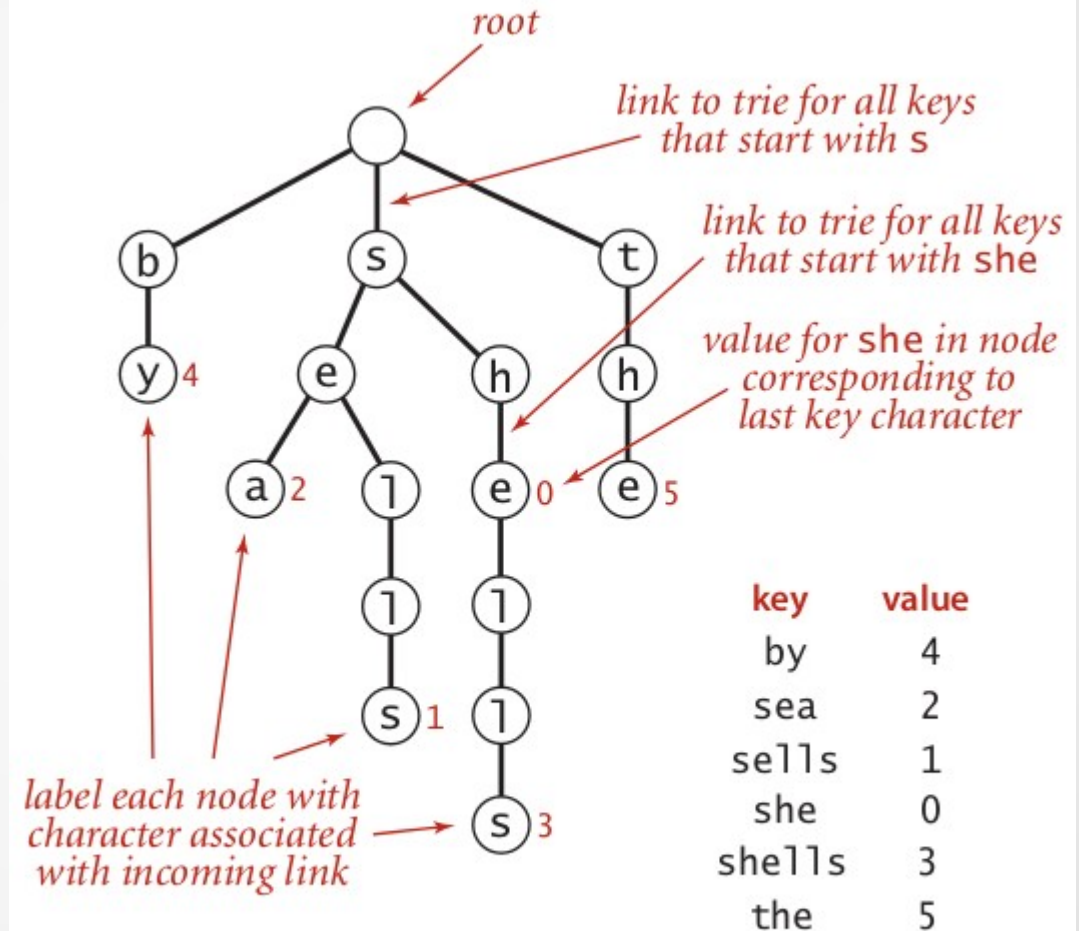 root
link to trie for all keys
that start with s
link to trie for all keys
that start with she
b
s
t
value for she in node
corresponding to
last key character
y 4
e
h
h
a 2
l
e 0
e 5
l
l
s 1
l
s 3
label each node with
character associated
with incoming link
key value
by 4
sea 2
sells 1
she 0
shells 3
the 5